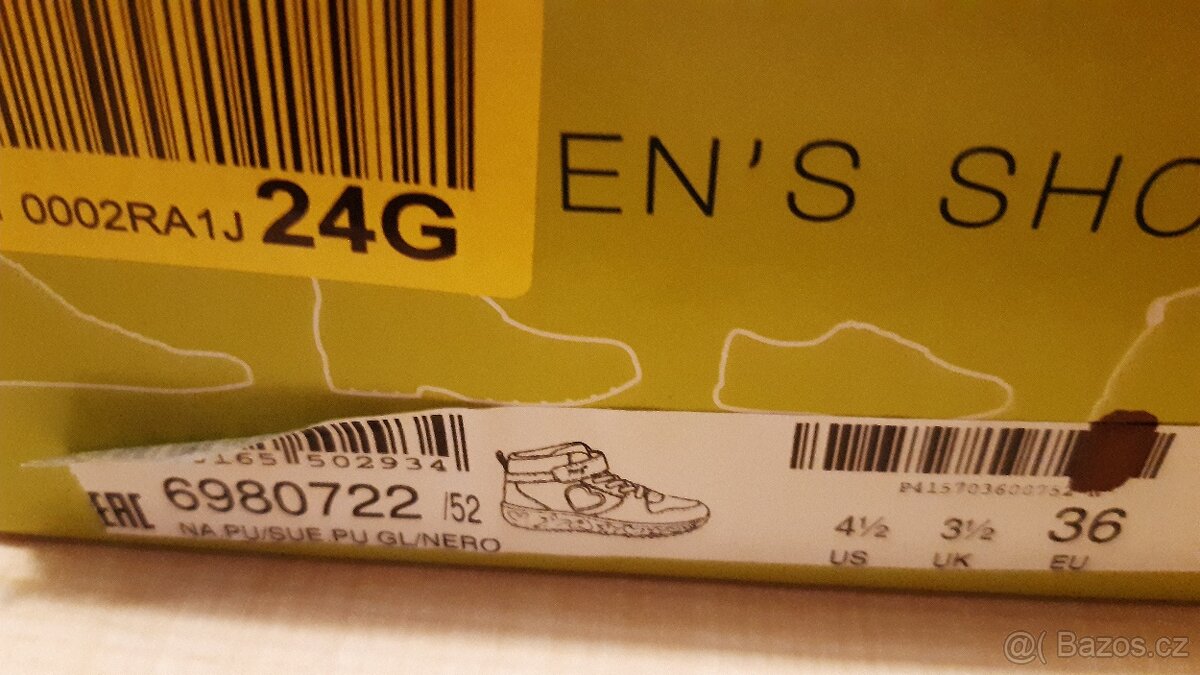 0002RA1J 24G
EN'S SHO
502934
6980722 /52
EAC
NA.PU/SUE.PU GL/NERO
4½ 3½ 36
US UK EU
@( Bazos.cz